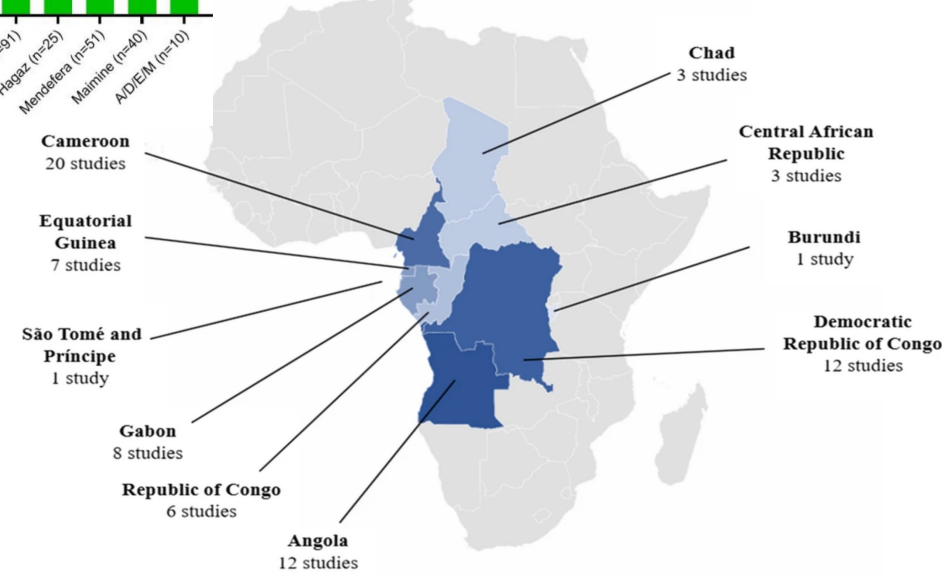 =91)
Hagaz (n=25)
Mendefera (n=51)
Maimine (n=40)
A/D/E/M (n=10)
Chad
3 studies
Cameroon
20 studies
Central African
Republic
3 studies
Equatorial
Guinea
7 studies
Burundi
1 study
São Tomé and
Príncipe
1 study
Democratic
Republic of Congo
12 studies
Gabon
8 studies
Republic of Congo
6 studies
Angola
12 studies